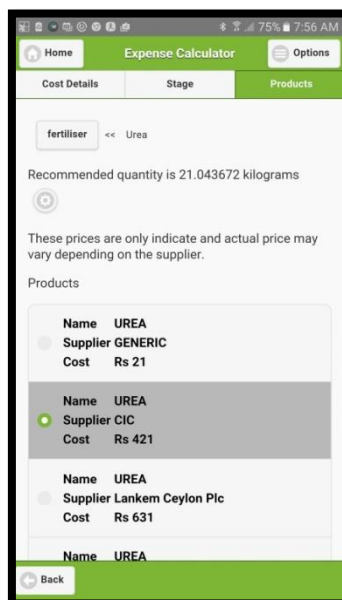 75% 7:56 AM
Home Expense Calculator Options
Cost Details Stage Products
fertiliser << Urea
Recommended quantity is 21.043672 kilograms
These prices are only indicate and actual price may
vary depending on the supplier.
Products
Name UREA
Supplier GENERIC
Cost Rs 21
Name UREA
Supplier CIC
Cost Rs 421
Name UREA
Supplier Lankem Ceylon Plc
Cost Rs 631
Name UREA
Back